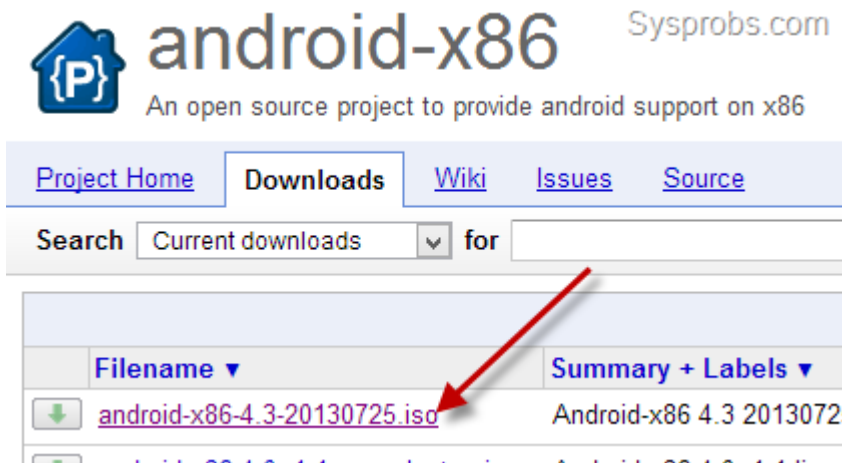 Sysprobs.com
{P}
android-x86
An open source project to provide android support on x86
Project Home Downloads Wiki Issues Source
Search Current downloads for
Filename ▼ Summary + Labels ▼
android-x86-4.3-20130725.iso Android-x86 4.3 2013072